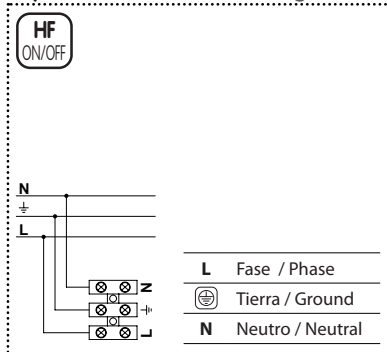 HF
ON/OFF
N
L
N
L
L Fase / Phase
Tierra / Ground
N Neutro / Neutral